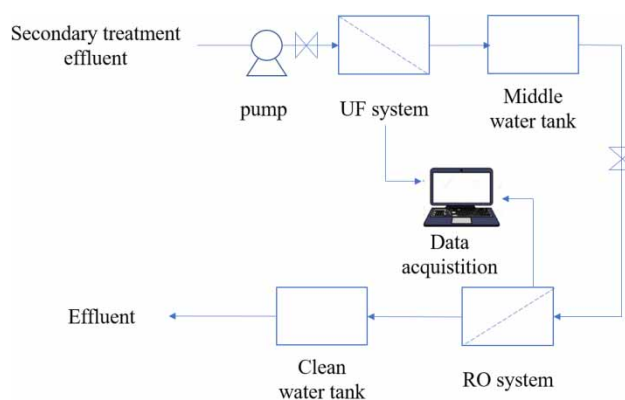 Secondary treatment
effluent
pump
UF system
Middle
water tank
Data
acquistition
Effluent
Clean
water tank
RO system